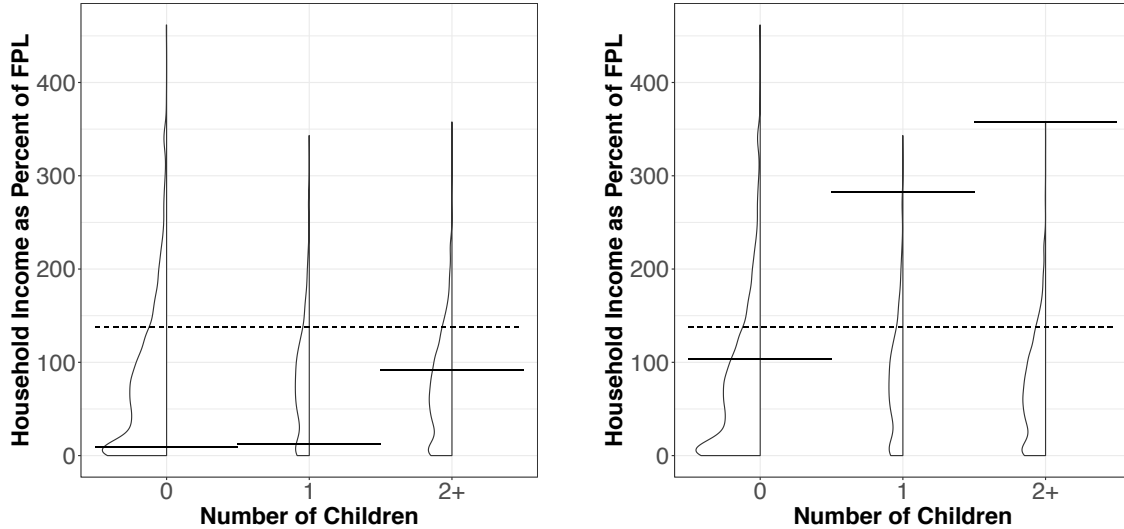 Household Income as Percent of FPL
400
300
200
100
0
0 1 2+
Number of Children
Household Income as Percent of FPL
400
300
200
100
0
0 1 2+
Number of Children